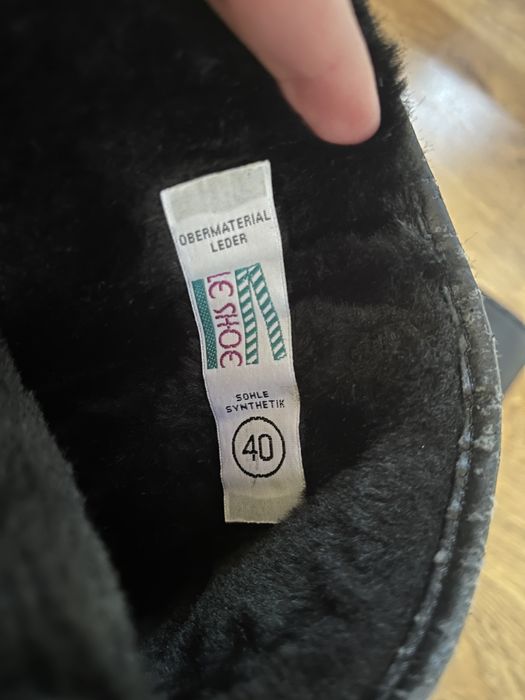 OBERMATERIAL
LEDER
LE SHOE
SOHLE
SYNTHETIK
40